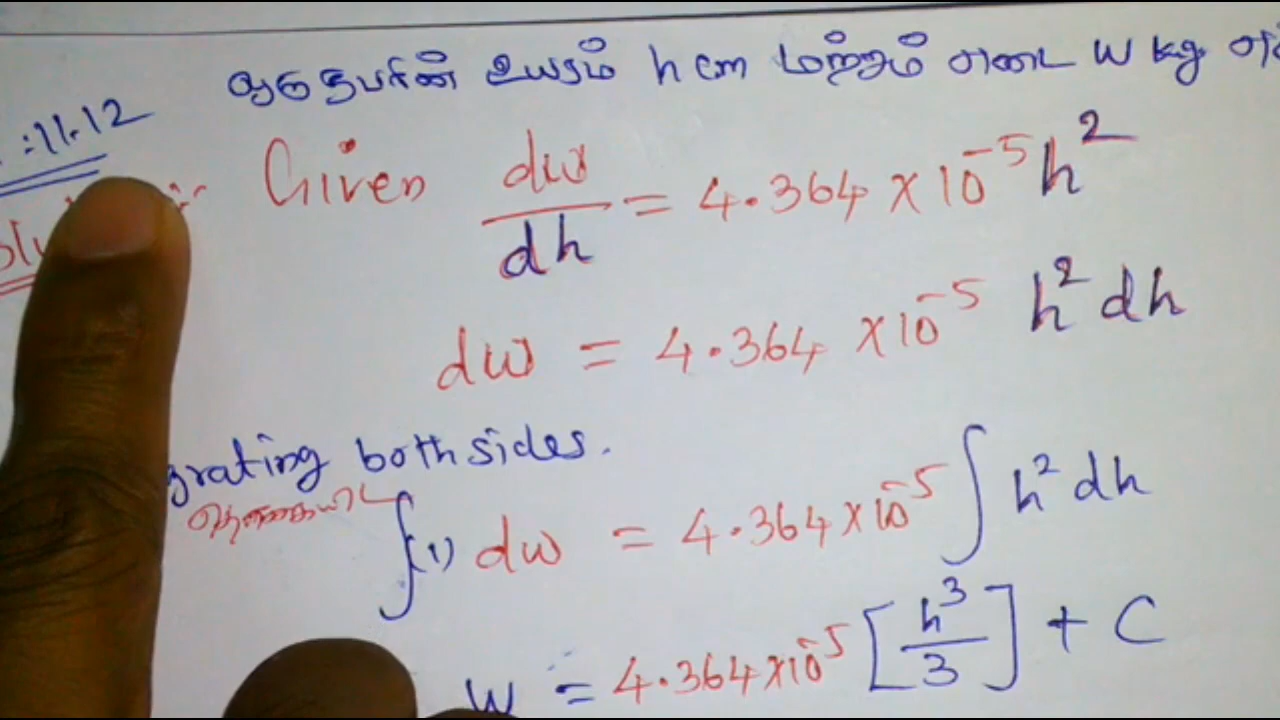 ஒருநபரின் உயரம் h cm மற்றும் எடை W kg
: 11.12
Given dw/dh = 4.364 × 10⁻⁵ h²
dw = 4.364 × 10⁻⁵ h² dh
grating both sides.
∫(1) dw = 4.364 × 10⁻⁵ ∫ h² dh
W = 4.364 × 10⁻⁵ [h³/3] + C